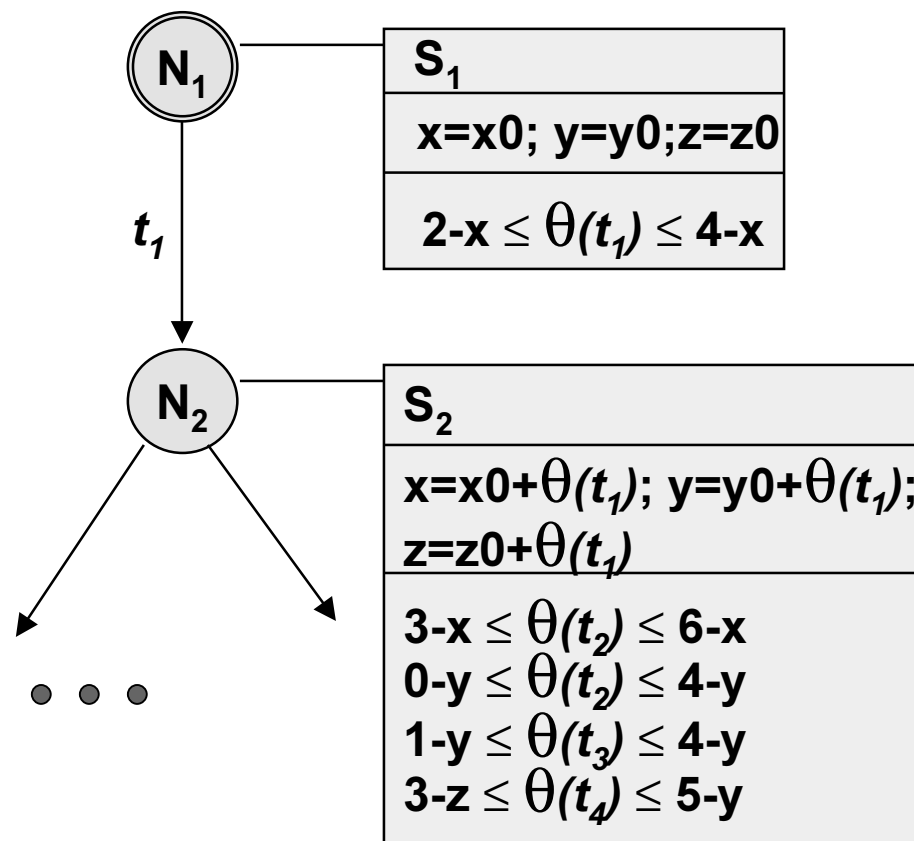 N₁
S₁
x=x0; y=y0;z=z0
2-x ≤ θ(t₁) ≤ 4-x
t₁
N₂
S₂
x=x0+θ(t₁); y=y0+θ(t₁);
z=z0+θ(t₁)
3-x ≤ θ(t₂) ≤ 6-x
0-y ≤ θ(t₂) ≤ 4-y
1-y ≤ θ(t₃) ≤ 4-y
3-z ≤ θ(t₄) ≤ 5-y